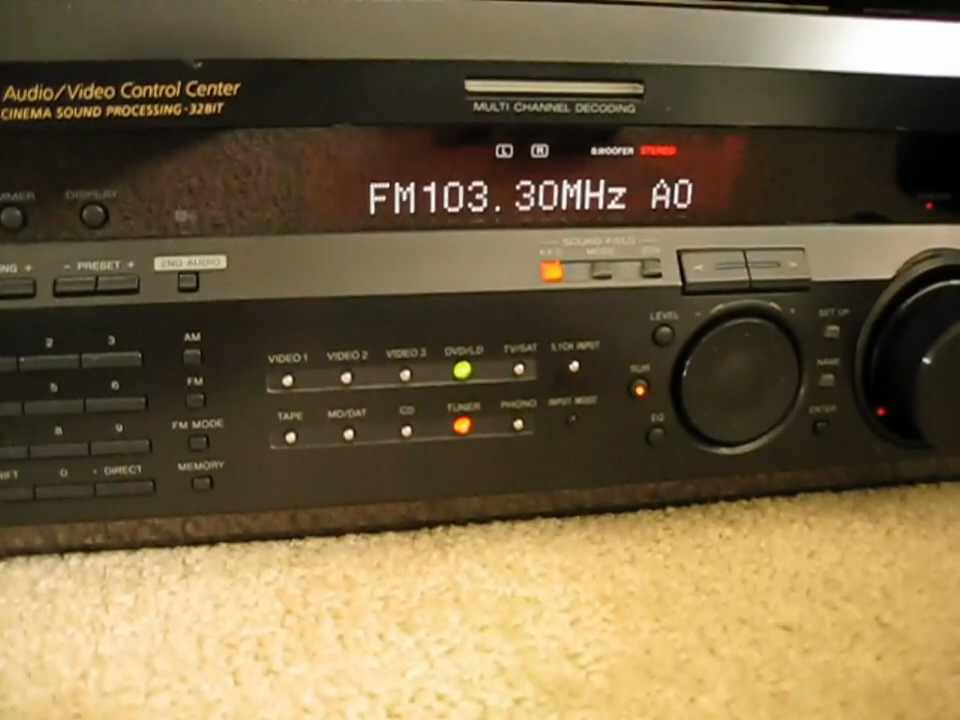 Audio/Video Control Center
CINEMA SOUND PROCESSING-32BIT
MULTI CHANNEL DECODING
L R S.WOOFER STEREO
FM103.30MHz A0
DISPLAY
SOUND FIELD
MODE
- PRESET +
2ND AUDIO
LEVEL - +
SET UP
AM
2 3
VIDEO 1 VIDEO 2 VIDEO 3 DVD/LD TV/SAT 5.1CH INPUT
NAME
FM
5 6
TAPE MD/DAT CD TUNER PHONO INPUT MODE
ENTER
EQ
FM MODE
8 9
MEMORY
DIRECT